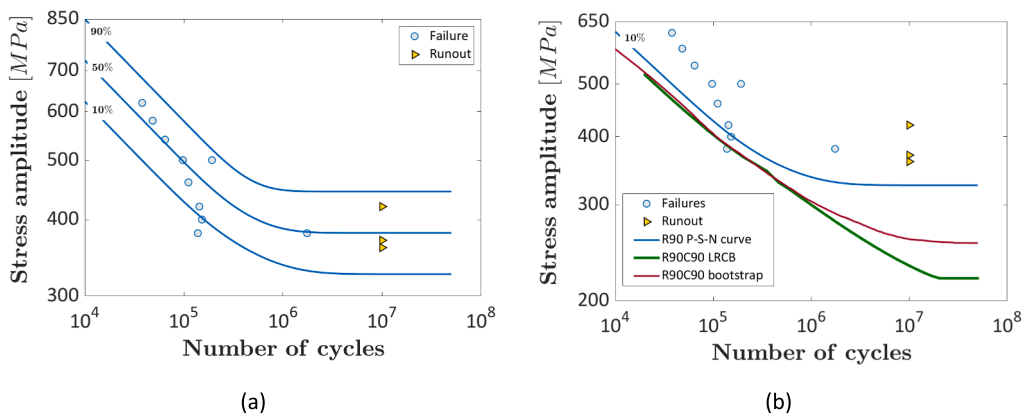 (a)
Stress amplitude [MPa]
850
700
600
500
400
300
90%
50%
10%
Failure
Runout
10^4
10^5
10^6
10^7
10^8
Number of cycles
(b)
Stress amplitude [MPa]
650
500
400
300
200
10%
Failures
Runout
R90 P-S-N curve
R90C90 LRCB
R90C90 bootstrap
10^4
10^5
10^6
10^7
10^8
Number of cycles
(a)
(b)